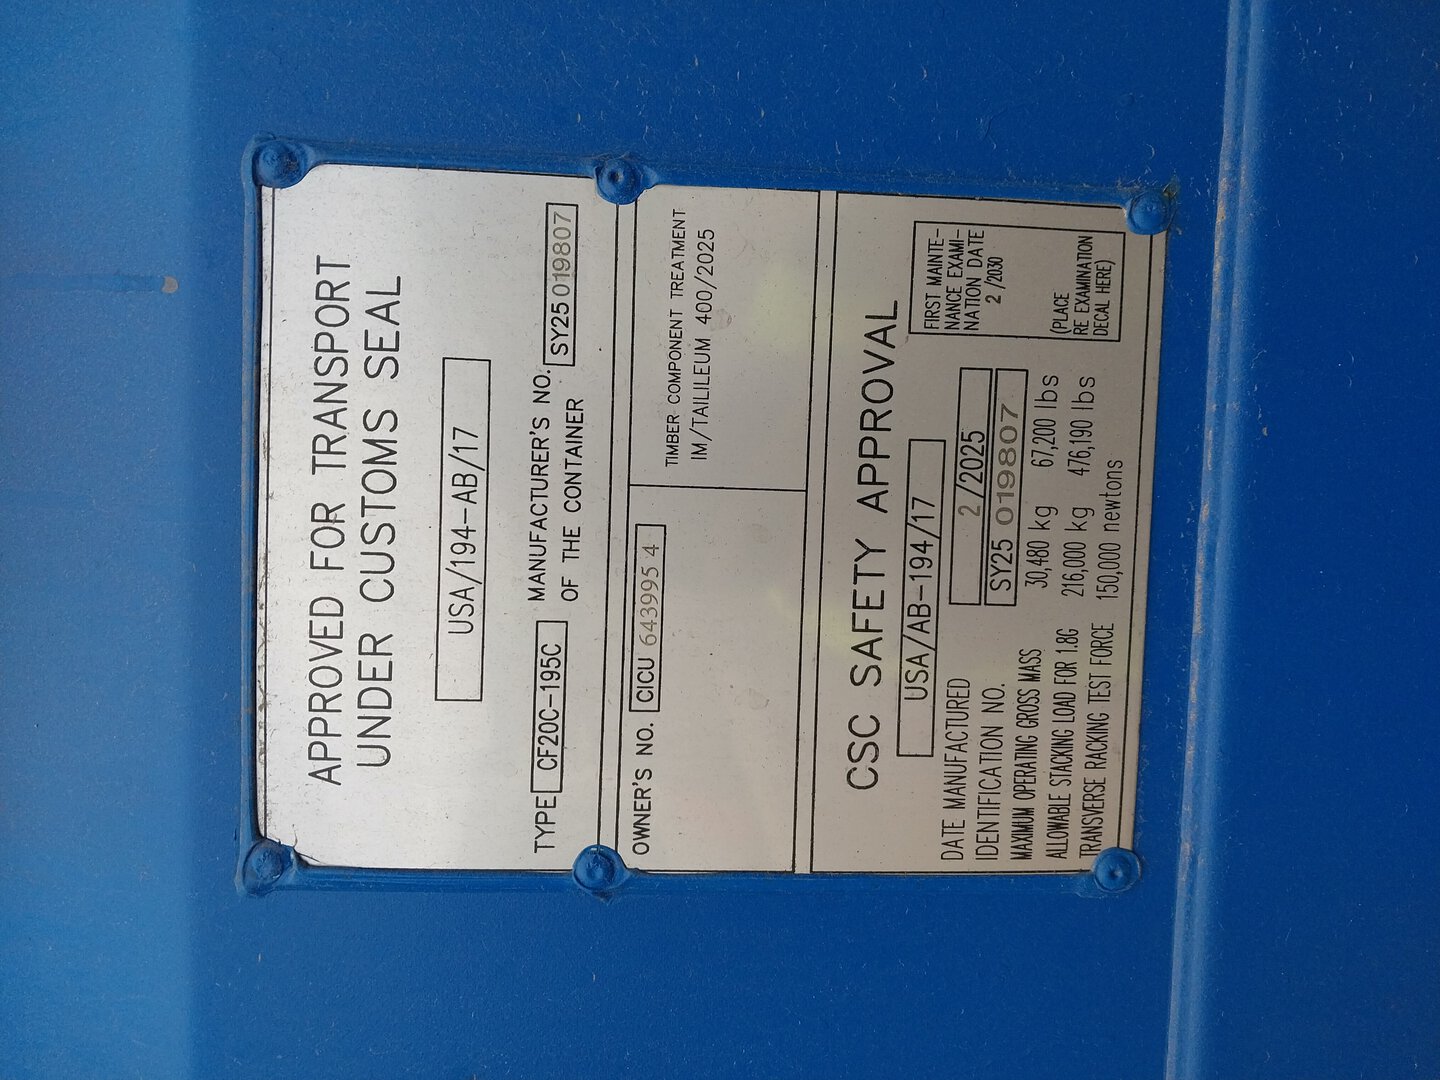 APPROVED FOR TRANSPORT
UNDER CUSTOMS SEAL
USA/194-AB/17
TYPE CF20C-195C MANUFACTURER'S NO. SY25 019807
OF THE CONTAINER
OWNER'S NO. CICU 643995 4
TIMBER COMPONENT TREATMENT
IM/TAILILEUM 400/2025
CSC SAFETY APPROVAL
USA/AB-194/17
DATE MANUFACTURED 2/2025
IDENTIFICATION NO. SY25 019807
MAXIMUM OPERATING GROSS MASS 30,480 kg 67,200 lbs
ALLOWABLE STACKING LOAD FOR 1.8G 216,000 kg 476,190 lbs
TRANSVERSE RACKING TEST FORCE 150,000 newtons
FIRST MAINTE-
NANCE EXAMI-
NATION DATE
2 /2030
(PLACE
RE EXAMINATION
DECAL HERE)